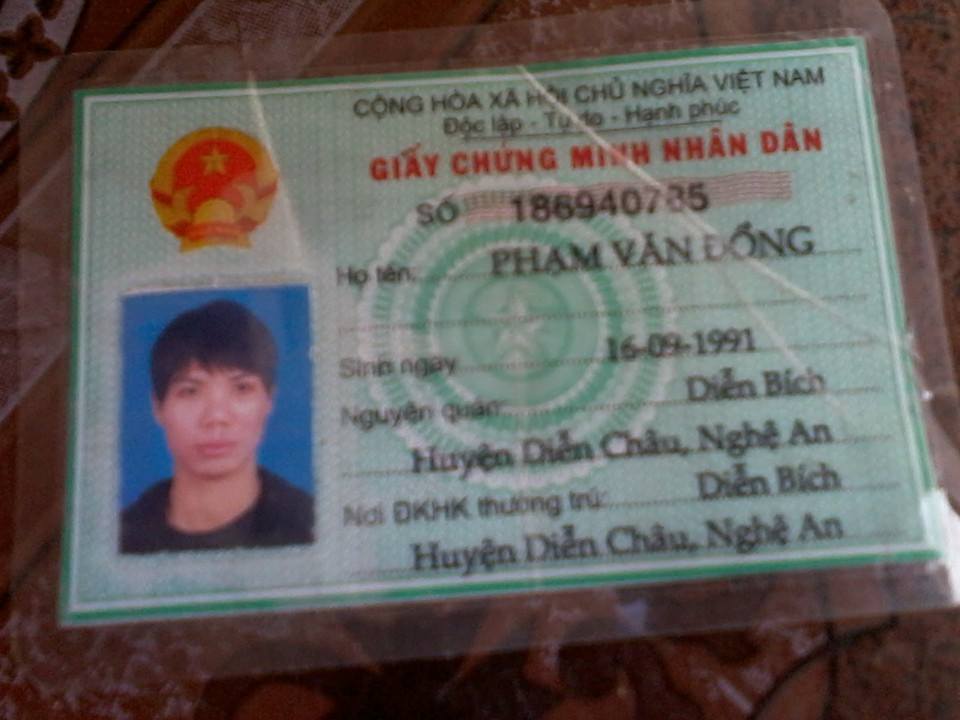 CỘNG HÒA XÃ HỘI CHỦ NGHĨA VIỆT NAM
Độc lập - Tự do - Hạnh phúc
GIẤY CHỨNG MINH NHÂN DÂN
SỐ 186940785
Họ tên: PHẠM VĂN ĐỒNG
Sinh ngày 16-09-1991
Nguyên quán: Diễn Bích
Huyện Diễn Châu, Nghệ An
Nơi ĐKHK thường trú: Diễn Bích
Huyện Diễn Châu, Nghệ An